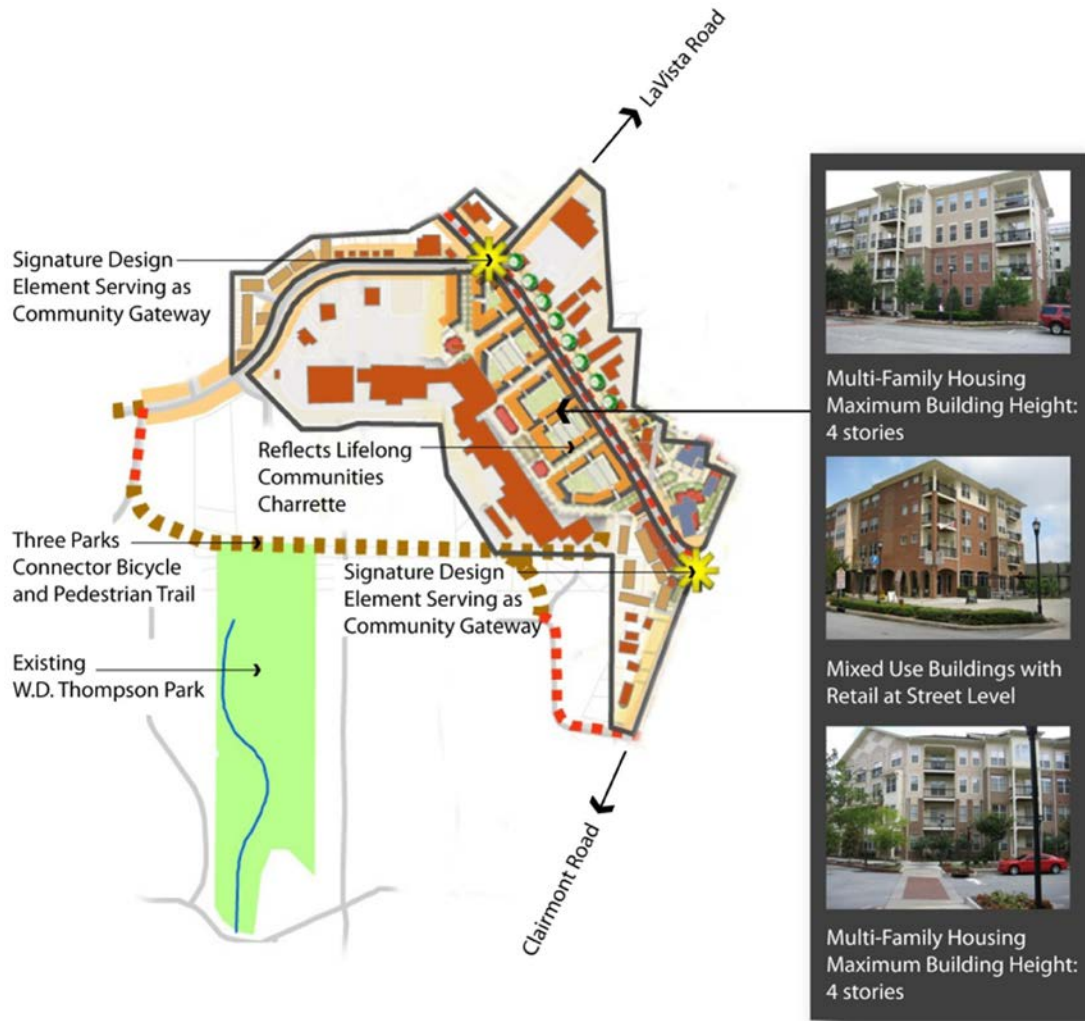 LaVista Road
Signature Design
Element Serving as
Community Gateway
Reflects Lifelong
Communities
Charrette
Three Parks
Connector Bicycle
and Pedestrian Trail
Signature Design
Element Serving as
Community Gateway
Existing
W.D. Thompson Park
Clairmont Road
Multi-Family Housing
Maximum Building Height:
4 stories
Mixed Use Buildings with
Retail at Street Level
Multi-Family Housing
Maximum Building Height:
4 stories